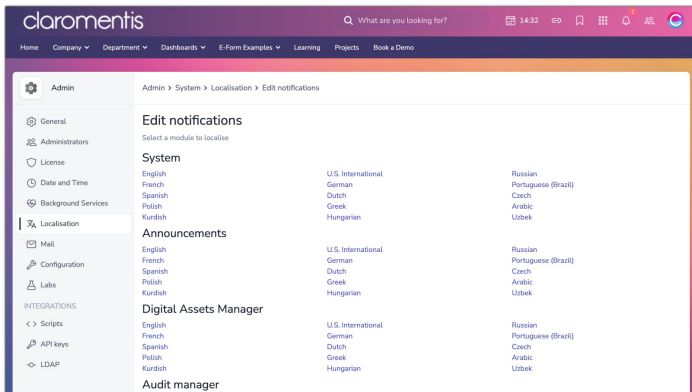 claromentis
What are you looking for?
14:32
2
Home Company Department Dashboards E-Form Examples Learning Projects Book a Demo
Admin
Admin > System > Localisation > Edit notifications
General
Administrators
License
Date and Time
Background Services
Localisation
Mail
Configuration
Labs
INTEGRATIONS
Scripts
API keys
LDAP
Edit notifications
Select a module to localise
System
English U.S. International Russian
French German Portuguese (Brazil)
Spanish Dutch Czech
Polish Greek Arabic
Kurdish Hungarian Uzbek
Announcements
English U.S. International Russian
French German Portuguese (Brazil)
Spanish Dutch Czech
Polish Greek Arabic
Kurdish Hungarian Uzbek
Digital Assets Manager
English U.S. International Russian
French German Portuguese (Brazil)
Spanish Dutch Czech
Polish Greek Arabic
Kurdish Hungarian Uzbek
Audit manager